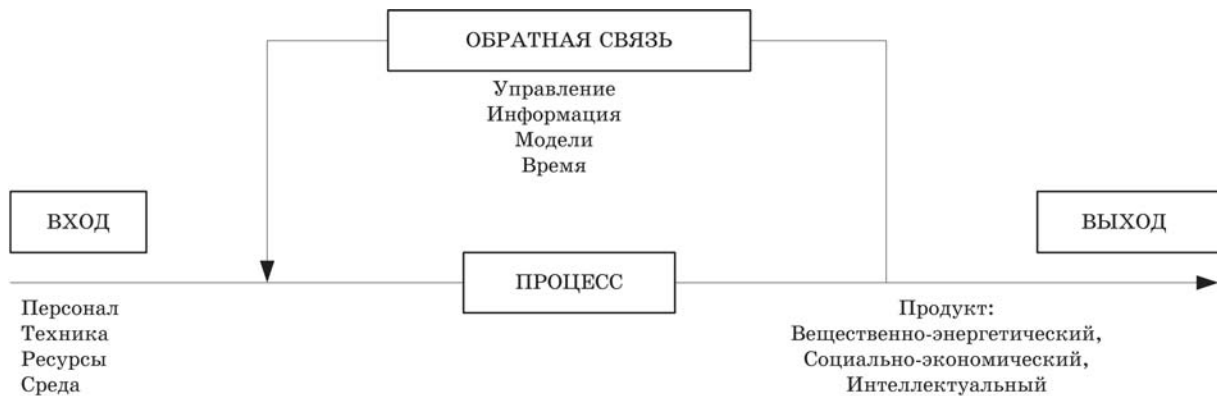 ОБРАТНАЯ СВЯЗЬ
Управление
Информация
Модели
Время
ВХОД
ВЫХОД
ПРОЦЕСС
Персонал
Техника
Ресурсы
Среда
Продукт:
Вещественно-энергетический,
Социально-экономический,
Интеллектуальный